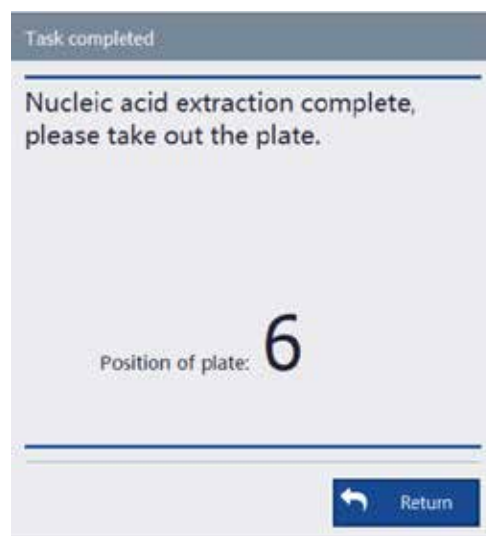 Task completed
Nucleic acid extraction complete,
please take out the plate.
Position of plate: 6
Return